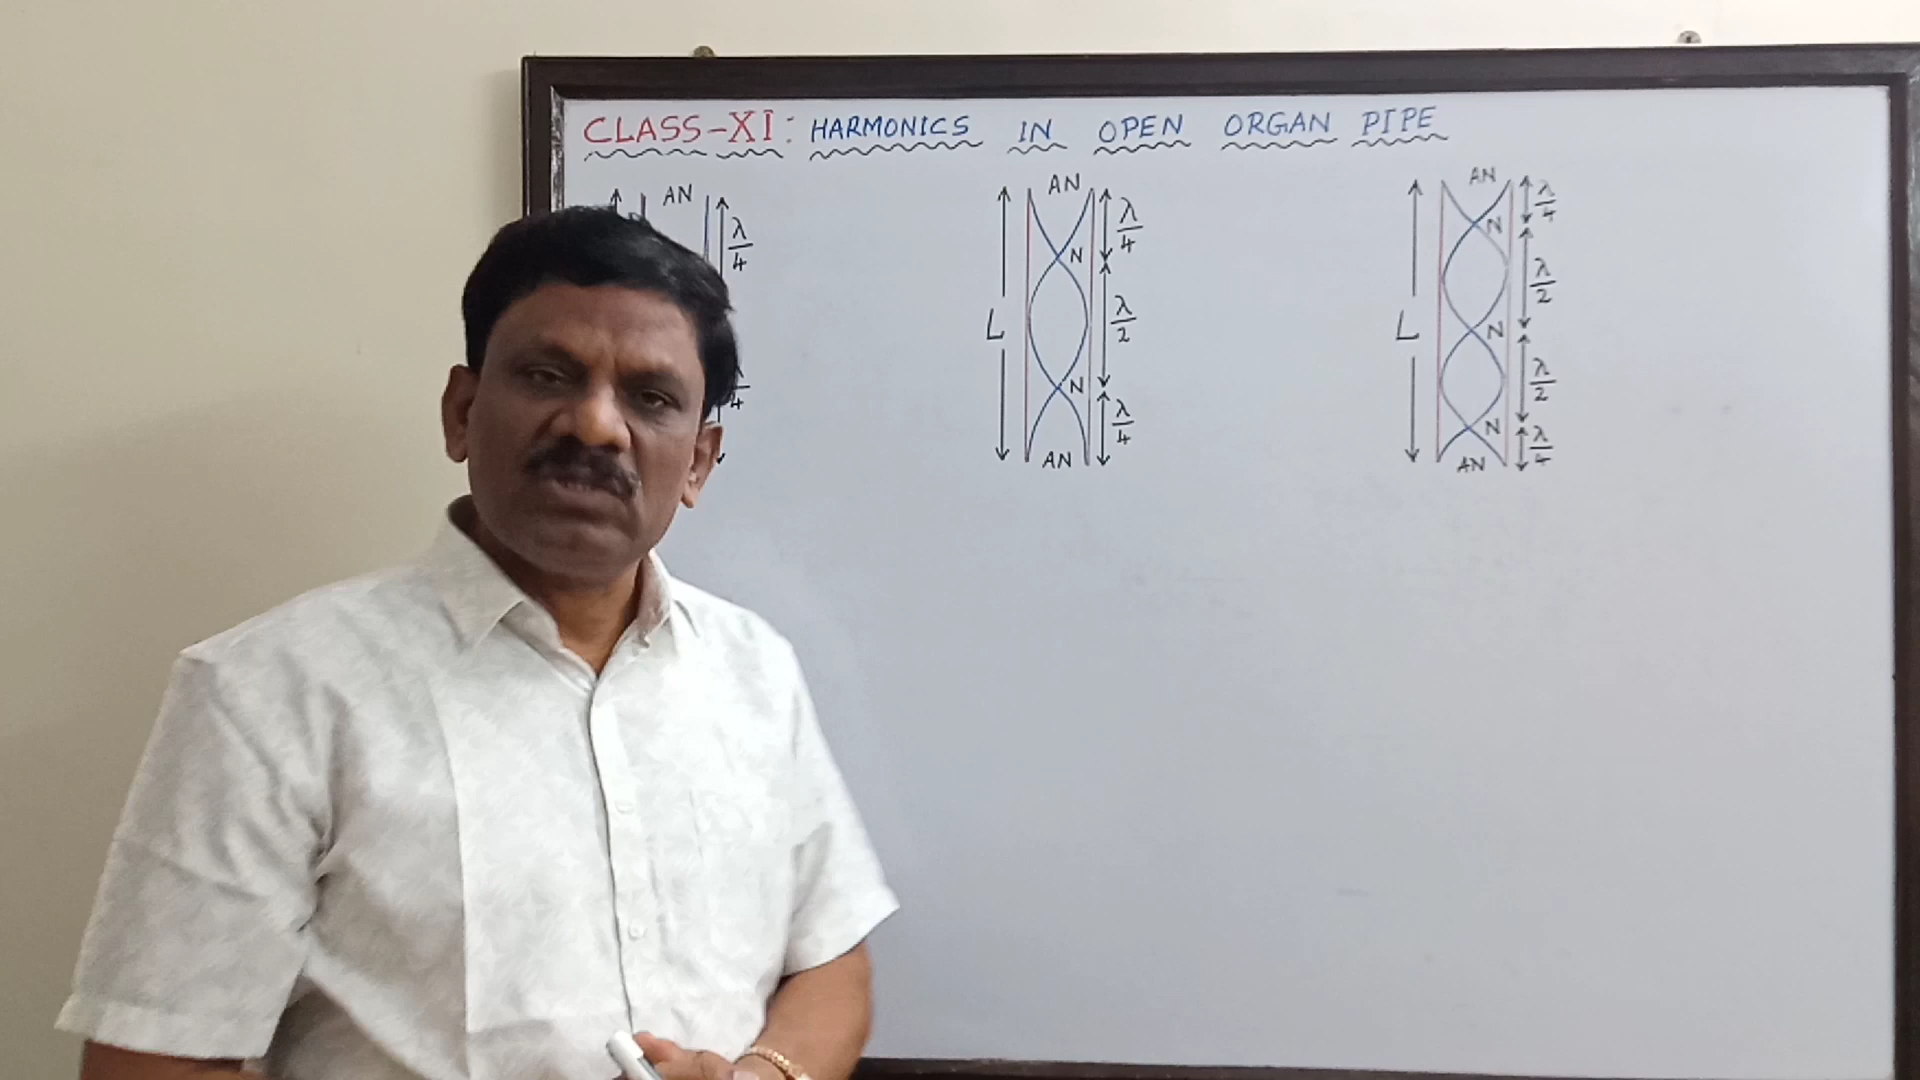 CLASS-XI: HARMONICS IN OPEN ORGAN PIPE
AN
λ/4
λ/4
AN
λ/4
N
L
λ/2
N
λ/4
AN
AN
λ/4
N
λ/2
L
N
λ/2
N
λ/4
AN